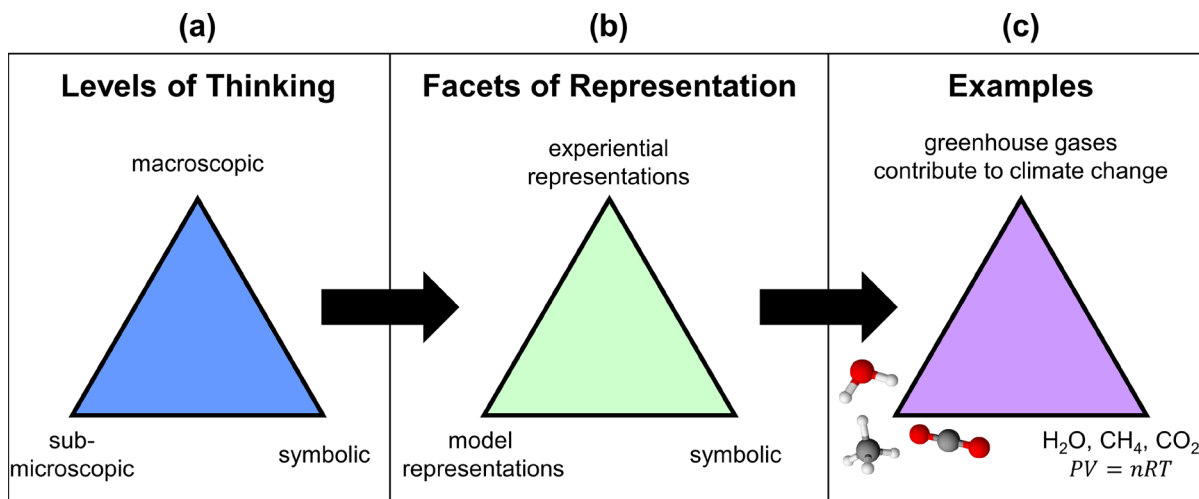 (a)
(b)
(c)
Levels of Thinking
Facets of Representation
Examples
macroscopic
experiential
representations
greenhouse gases
contribute to climate change
sub-
microscopic
symbolic
model
representations
symbolic
H₂O, CH₄, CO₂
PV = nRT